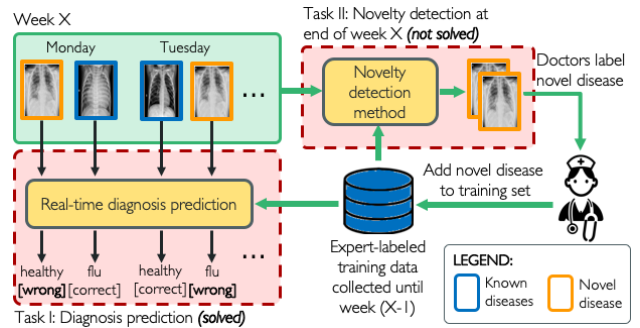 Week X
Monday
Tuesday
...
Task II: Novelty detection at
end of week X (not solved)
Novelty
detection
method
Doctors label
novel disease
Real-time diagnosis prediction
...
healthy
[wrong]
flu
[correct]
healthy
[correct]
flu
[wrong]
Task I: Diagnosis prediction (solved)
Add novel disease
to training set
Expert-labeled
training data
collected until
week (X-1)
LEGEND:
Known
diseases
Novel
disease